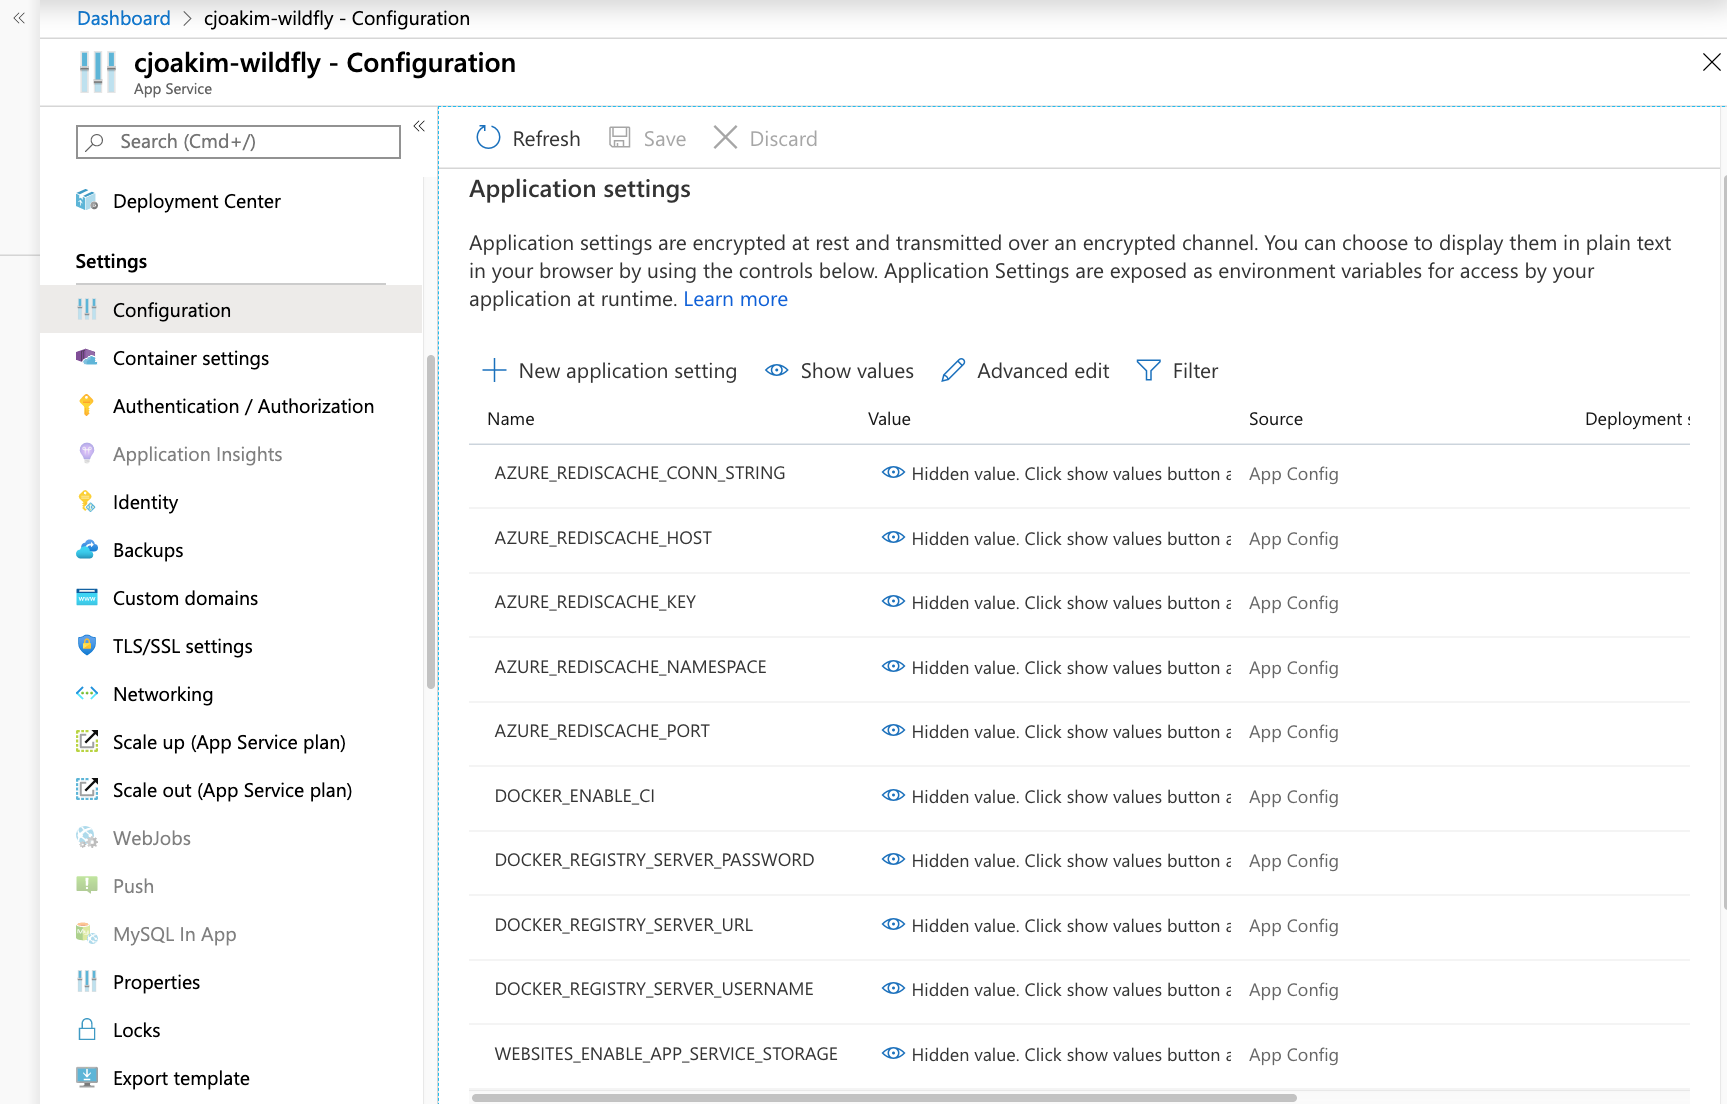 Dashboard > cjoakim-wildfly - Configuration
cjoakim-wildfly - Configuration
App Service
Search (Cmd+/)
Deployment Center
Settings
Configuration
Container settings
Authentication / Authorization
Application Insights
Identity
Backups
Custom domains
TLS/SSL settings
Networking
Scale up (App Service plan)
Scale out (App Service plan)
WebJobs
Push
MySQL In App
Properties
Locks
Export template
Refresh Save Discard
Application settings
Application settings are encrypted at rest and transmitted over an encrypted channel. You can choose to display them in plain text
in your browser by using the controls below. Application Settings are exposed as environment variables for access by your
application at runtime. Learn more
New application setting Show values Advanced edit Filter
Name Value Source Deployment s
AZURE_REDISCACHE_CONN_STRING Hidden value. Click show values button a App Config
AZURE_REDISCACHE_HOST Hidden value. Click show values button a App Config
AZURE_REDISCACHE_KEY Hidden value. Click show values button a App Config
AZURE_REDISCACHE_NAMESPACE Hidden value. Click show values button a App Config
AZURE_REDISCACHE_PORT Hidden value. Click show values button a App Config
DOCKER_ENABLE_CI Hidden value. Click show values button a App Config
DOCKER_REGISTRY_SERVER_PASSWORD Hidden value. Click show values button a App Config
DOCKER_REGISTRY_SERVER_URL Hidden value. Click show values button a App Config
DOCKER_REGISTRY_SERVER_USERNAME Hidden value. Click show values button a App Config
WEBSITES_ENABLE_APP_SERVICE_STORAGE Hidden value. Click show values button a App Config